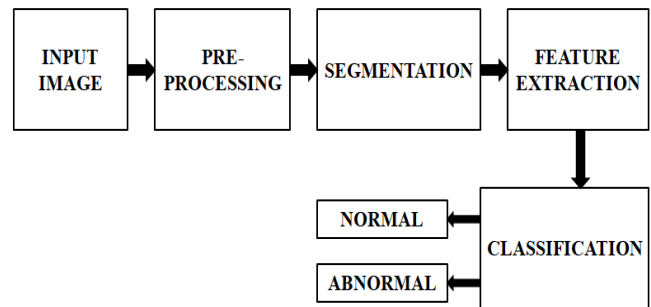 INPUT
IMAGE
PRE-
PROCESSING
SEGMENTATION
FEATURE
EXTRACTION
NORMAL
ABNORMAL
CLASSIFICATION